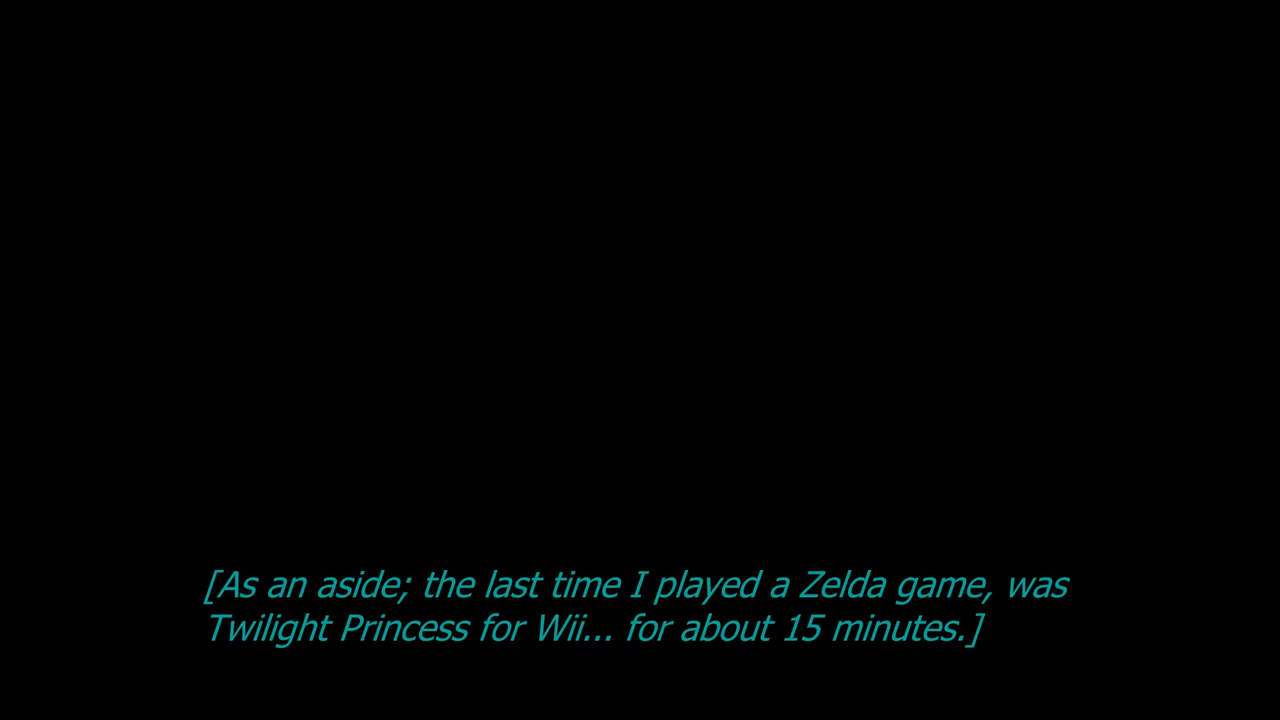 [As an aside; the last time I played a Zelda game, was
Twilight Princess for Wii... for about 15 minutes.]